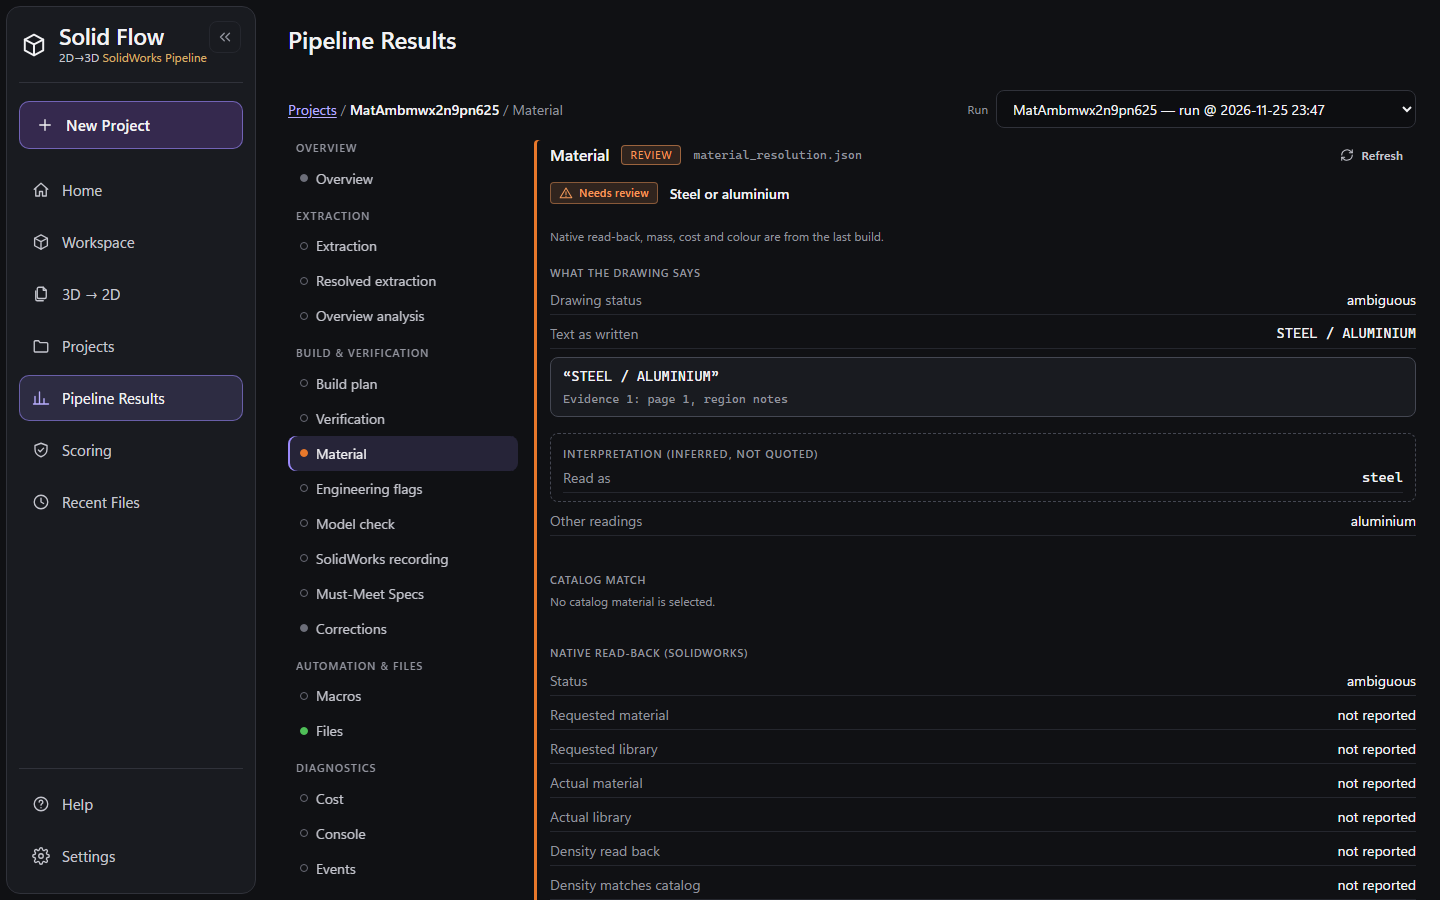 Solid Flow
2D→3D SolidWorks Pipeline
New Project
Home
Workspace
3D → 2D
Projects
Pipeline Results
Scoring
Recent Files
Help
Settings
Pipeline Results
Projects / MatAmbmwx2n9pn625 / Material
Run
MatAmbmwx2n9pn625 — run @ 2026-11-25 23:47
OVERVIEW
Overview
EXTRACTION
Extraction
Resolved extraction
Overview analysis
BUILD & VERIFICATION
Build plan
Verification
Material
Engineering flags
Model check
SolidWorks recording
Must-Meet Specs
Corrections
AUTOMATION & FILES
Macros
Files
DIAGNOSTICS
Cost
Console
Events
Material REVIEW material_resolution.json Refresh
Needs review Steel or aluminium
Native read-back, mass, cost and colour are from the last build.
WHAT THE DRAWING SAYS
Drawing status ambiguous
Text as written STEEL / ALUMINIUM
“STEEL / ALUMINIUM”
Evidence 1: page 1, region notes
INTERPRETATION (INFERRED, NOT QUOTED)
Read as steel
Other readings aluminium
CATALOG MATCH
No catalog material is selected.
NATIVE READ-BACK (SOLIDWORKS)
Status ambiguous
Requested material not reported
Requested library not reported
Actual material not reported
Actual library not reported
Density read back not reported
Density matches catalog not reported